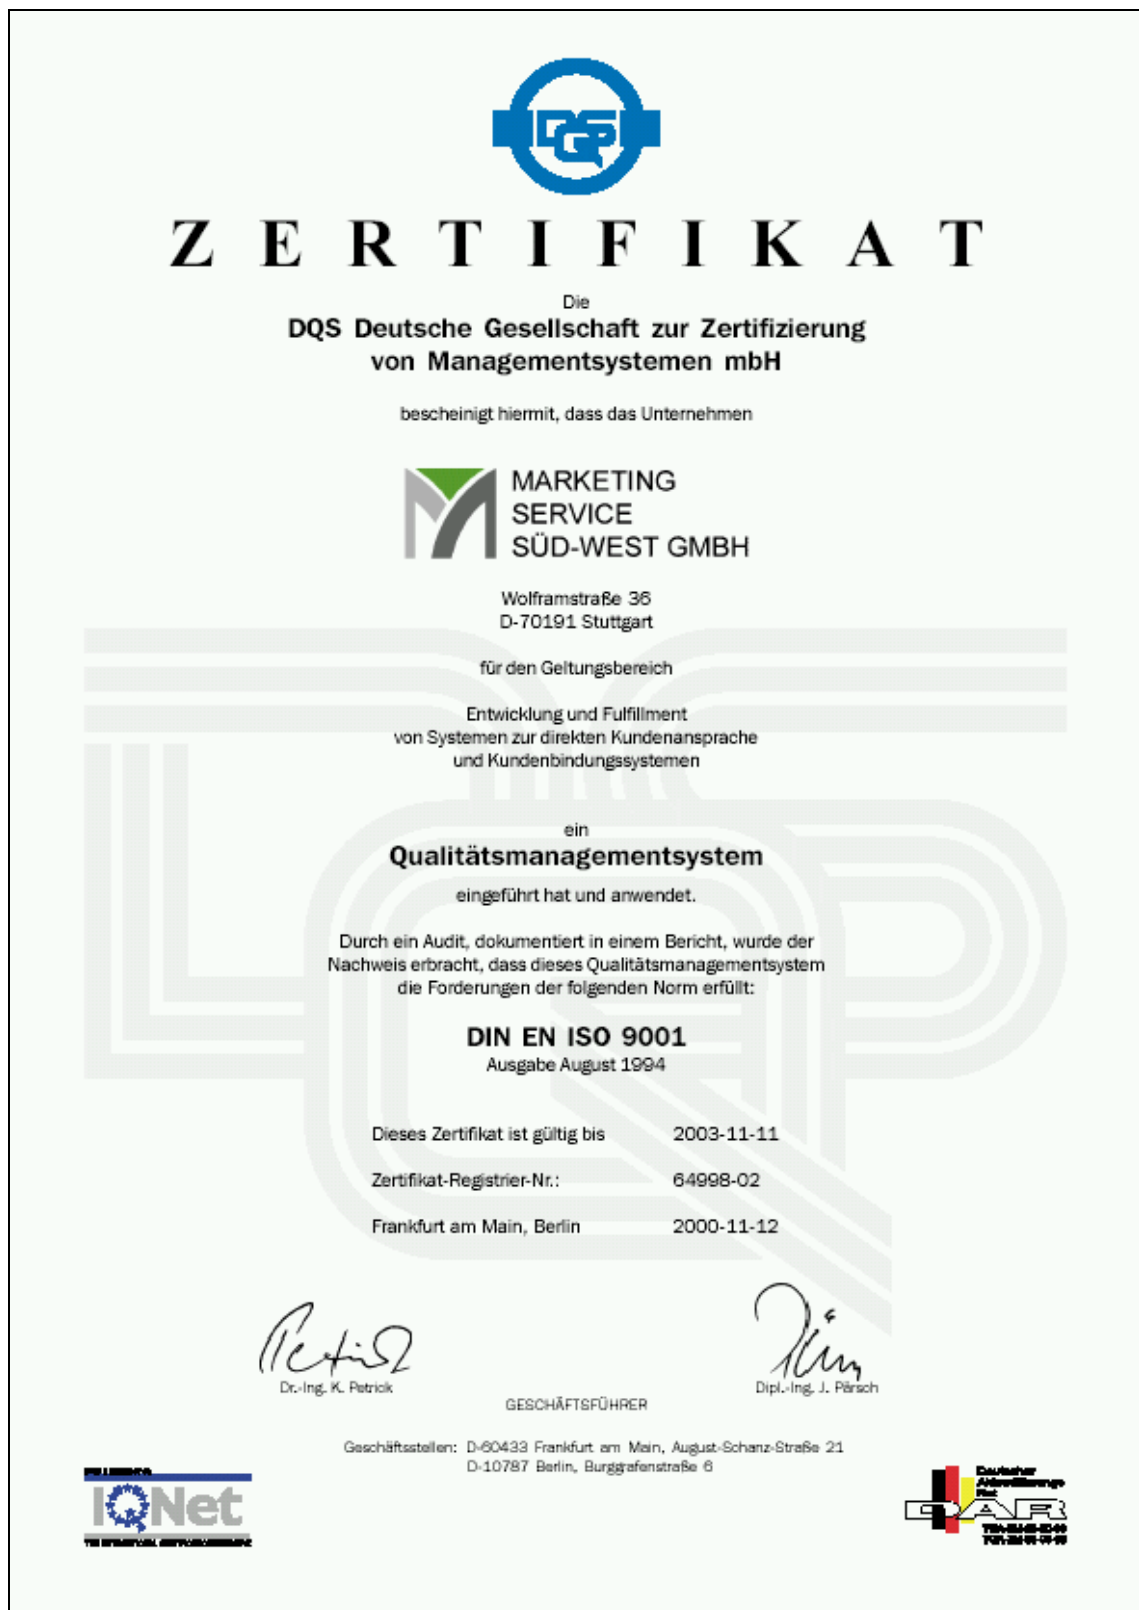 DQS
ZERTIFIKAT
Die
DQS Deutsche Gesellschaft zur Zertifizierung
von Managementsystemen mbH
bescheinigt hiermit, dass das Unternehmen
MARKETING
SERVICE
SÜD-WEST GMBH
Wolframstraße 36
D-70191 Stuttgart
für den Geltungsbereich
Entwicklung und Fulfillment
von Systemen zur direkten Kundenansprache
und Kundenbindungssystemen
ein
Qualitätsmanagementsystem
eingeführt hat und anwendet.
Durch ein Audit, dokumentiert in einem Bericht, wurde der
Nachweis erbracht, dass dieses Qualitätsmanagementsystem
die Forderungen der folgenden Norm erfüllt:
DIN EN ISO 9001
Ausgabe August 1994
Dieses Zertifikat ist gültig bis 2003-11-11
Zertifikat-Registrier-Nr.: 64998-02
Frankfurt am Main, Berlin 2000-11-12
Dr.-Ing. K. Petrick
Dipl.-Ing. J. Pärsch
GESCHÄFTSFÜHRER
Geschäftsstellen: D-60433 Frankfurt am Main, August-Schanz-Straße 21
D-10787 Berlin, Burggrafenstraße 6
IQNet
Deutscher
Akkreditierungs
Rat
DAR